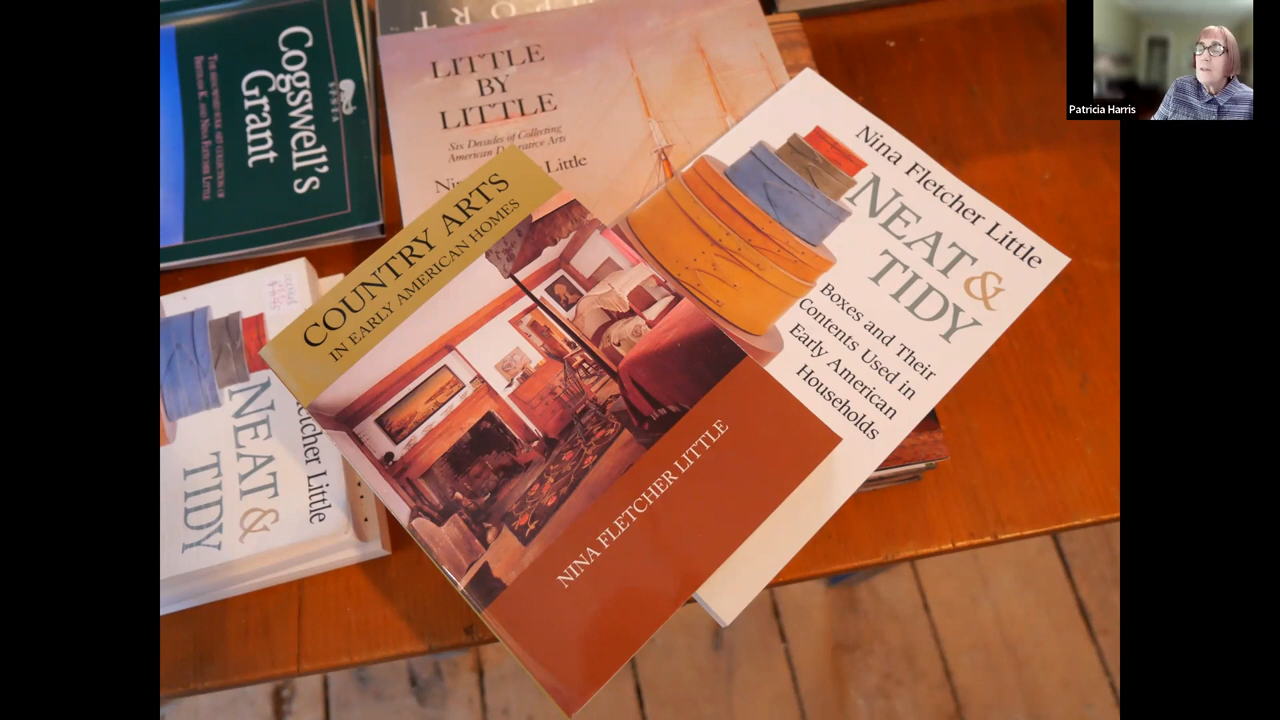 PORT
Cogswell's
Grant
LITTLE
BY
LITTLE
Six Decades of Collecting
American Decorative Arts
Little
COUNTRY ARTS
IN EARLY AMERICAN HOMES
NINA FLETCHER LITTLE
Nina Fletcher Little
NEAT &
TIDY
Boxes and Their
Contents Used in
Early American
Households
Little
NEAT &
TIDY
Patricia Harris